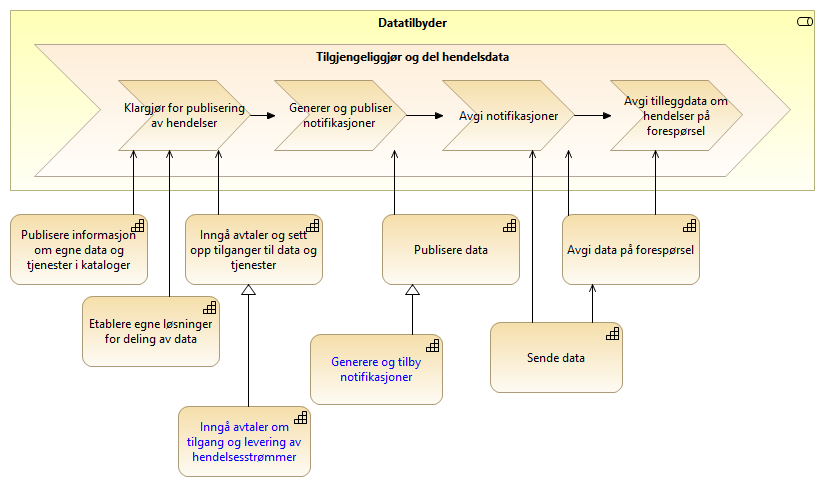 Datatilbyder
Tilgjengeliggjør og del hendelsdata
Klargjør for publisering
av hendelser
Generer og publiser
notifikasjoner
Avgi notifikasjoner
Avgi tilleggdata om
hendelser på
forespørsel
Publisere informasjon
om egne data og
tjenester i kataloger
Inngå avtaler og sett
opp tilganger til data og
tjenester
Publisere data
Avgi data på forespørsel
Etablere egne løsninger
for deling av data
Generere og tilby
notifikasjoner
Sende data
Inngå avtaler om
tilgang og levering av
hendelsesstrømmer